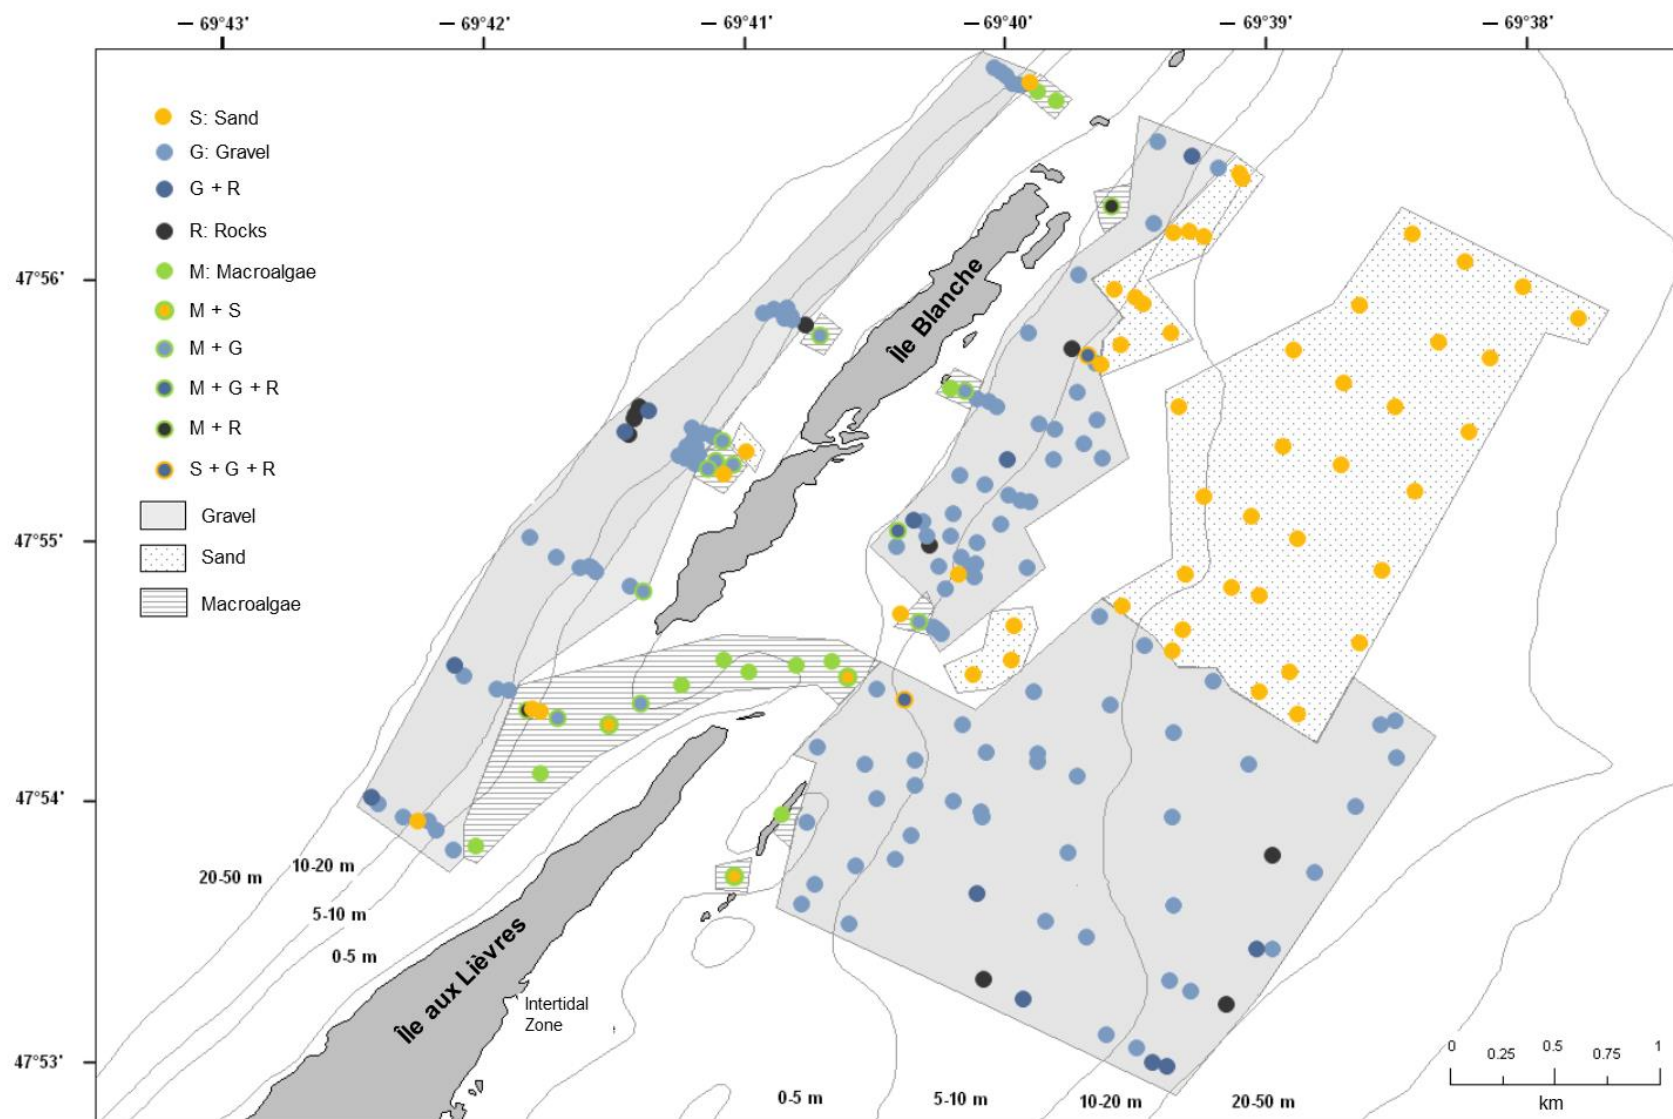 – 69°43'
– 69°42'
– 69°41'
– 69°40'
– 69°39'
– 69°38'
S: Sand
G: Gravel
G + R
R: Rocks
M: Macroalgae
M + S
M + G
M + G + R
M + R
S + G + R
Gravel
Sand
Macroalgae
47°56'
47°55'
47°54'
47°53'
Île Blanche
Île aux Lièvres
20-50 m
10-20 m
5-10 m
0-5 m
Intertidal
Zone
0-5 m
5-10 m
10-20 m
20-50 m
0
0.25
0.5
0.75
1
km